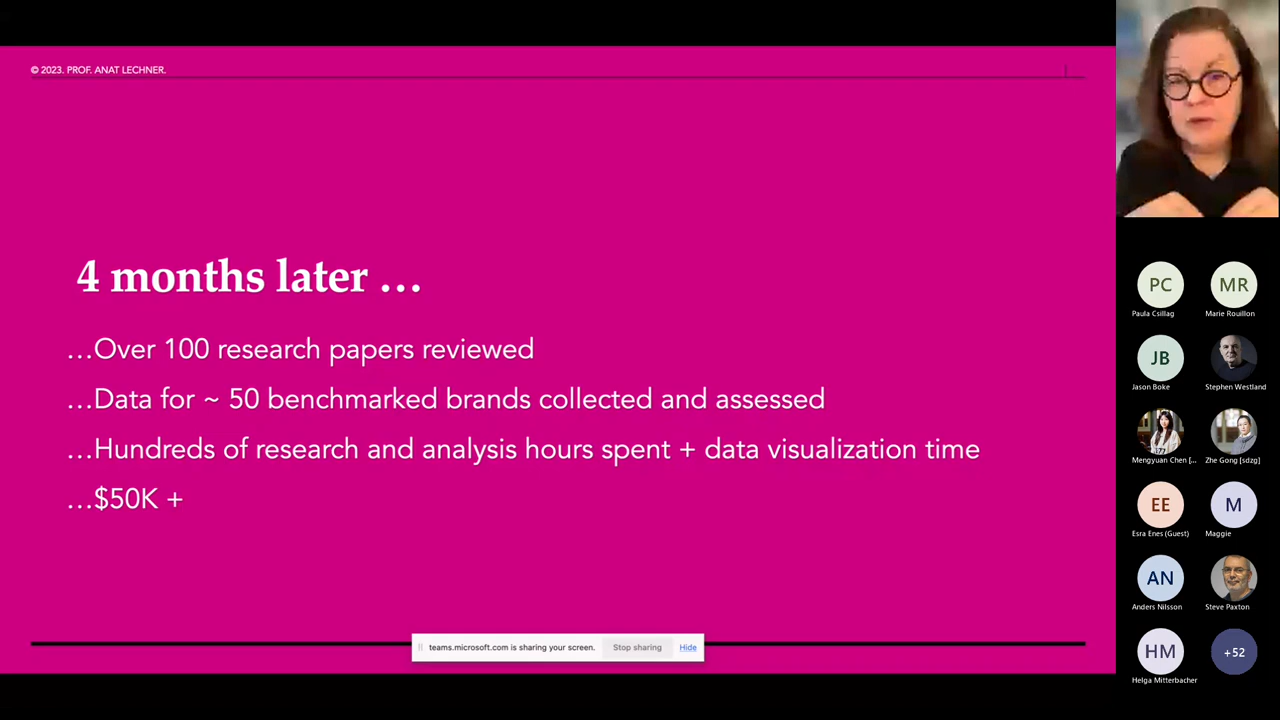 © 2023. PROF. ANAT LECHNER.
4 months later …
…Over 100 research papers reviewed
…Data for ~ 50 benchmarked brands collected and assessed
…Hundreds of research and analysis hours spent + data visualization time
…$50K +
teams.microsoft.com is sharing your screen. Stop sharing Hide
PC MR
Paula Csillag Marie Rouillon
JB
Jason Boke Stephen Westland
Mengyuan Chen [... Zhe Gong [sdzg]
EE M
Esra Enes (Guest) Maggie
AN
Anders Nilsson Steve Paxton
HM +52
Helga Mitterbacher